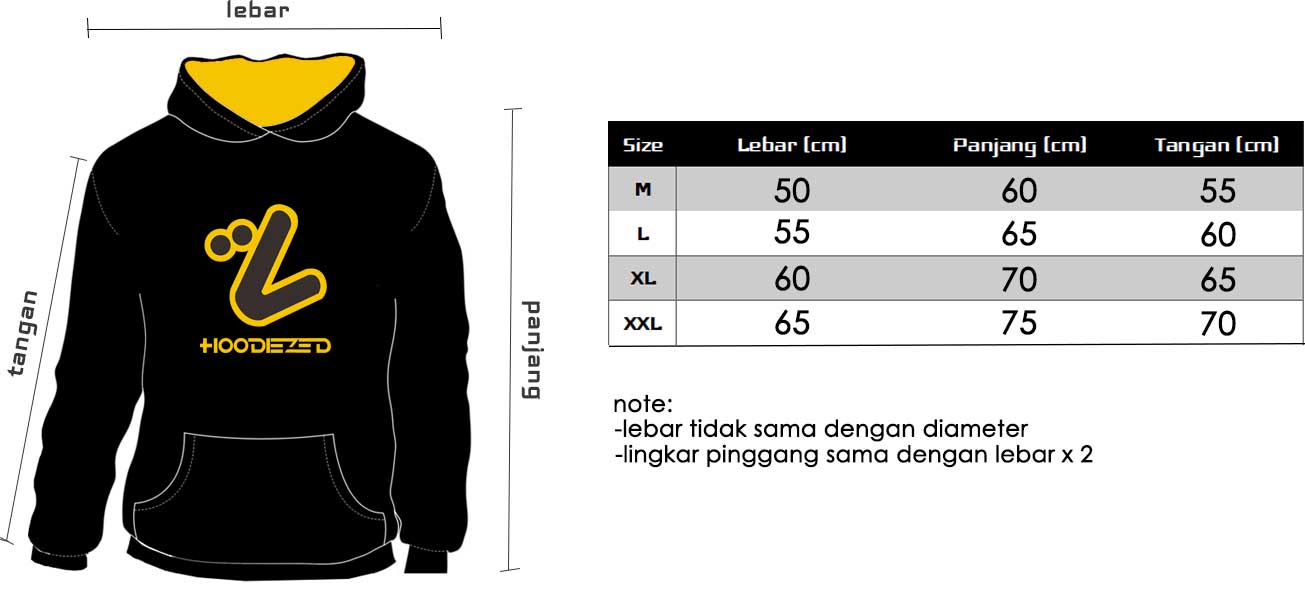 lebar
tangan
panjang
HOODIEZED
Size Lebar (cm) Panjang (cm) Tangan (cm)
M 50 60 55
L 55 65 60
XL 60 70 65
XXL 65 75 70
note:
-lebar tidak sama dengan diameter
-lingkar pinggang sama dengan lebar x 2